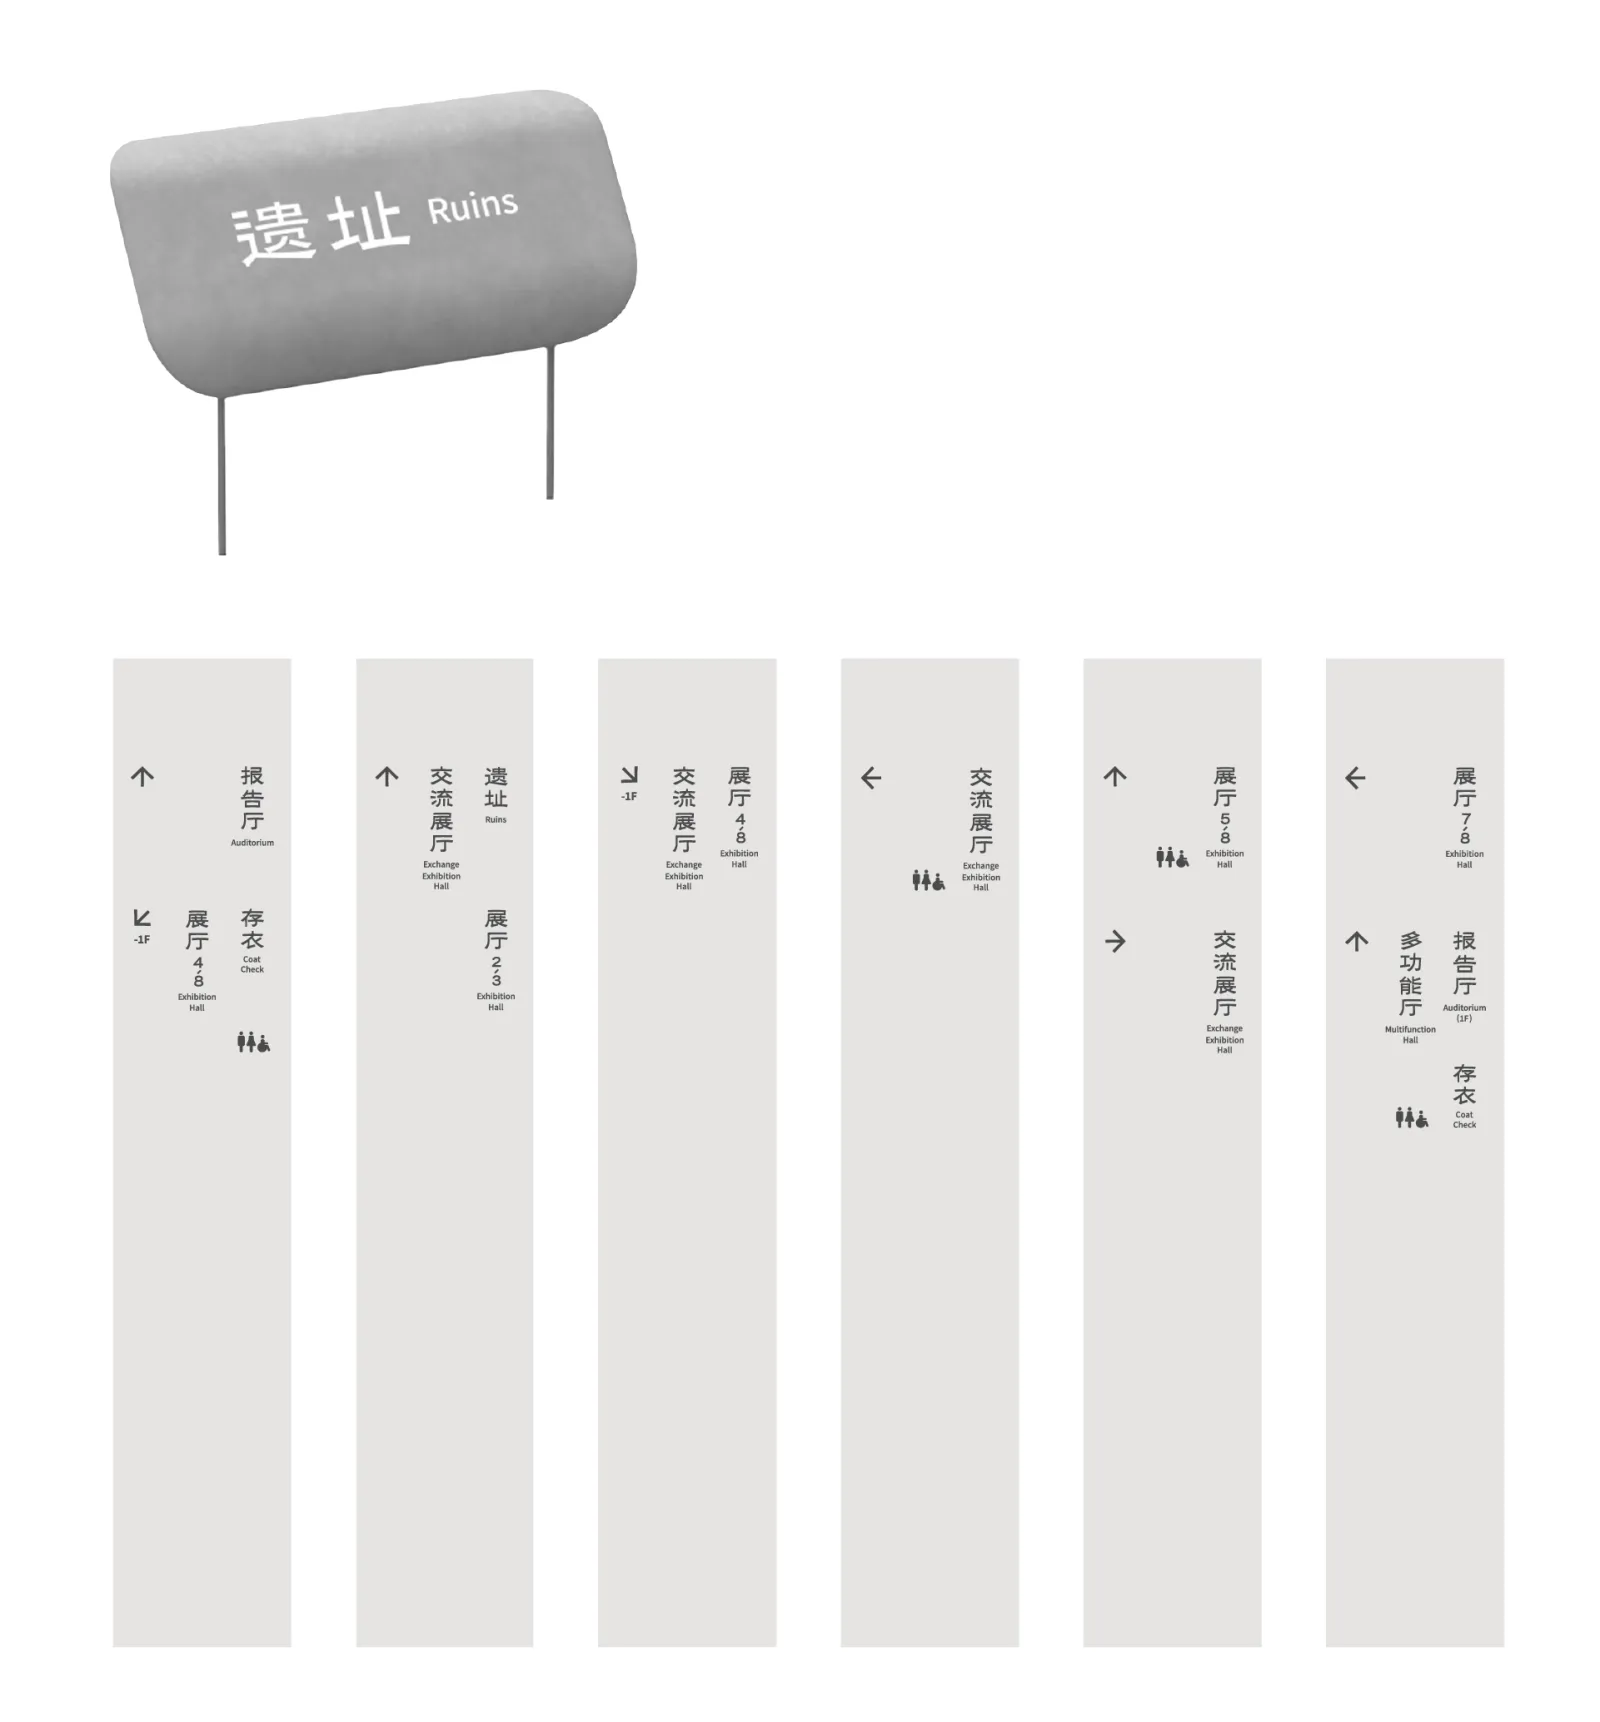 遗址 Ruins
报告厅
Auditorium
-1F
展厅
4
8
Exhibition
Hall
存衣
Coat
Check
交流展厅
Exchange
Exhibition
Hall
遗址
Ruins
展厅
2
3
Exhibition
Hall
-1F
交流展厅
Exchange
Exhibition
Hall
展厅
4
8
Exhibition
Hall
交流展厅
Exchange
Exhibition
Hall
展厅
5
8
Exhibition
Hall
交流展厅
Exchange
Exhibition
Hall
展厅
7
8
Exhibition
Hall
多功能厅
Multifunction
Hall
报告厅
Auditorium
(1F)
存衣
Coat
Check